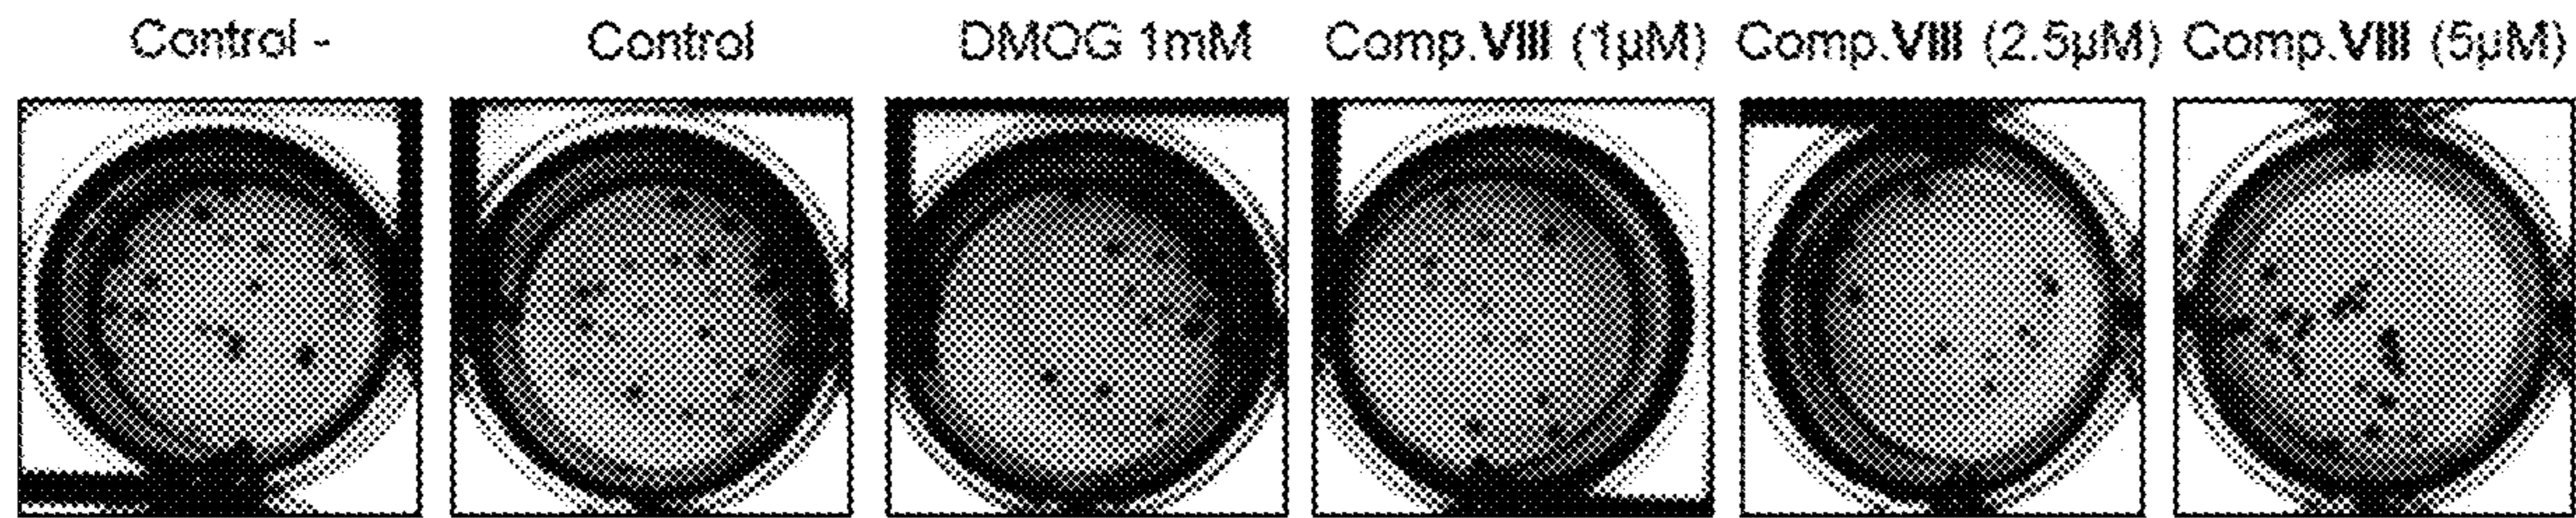 Control - Control DMOG 1mM Comp.VIII (1µM) Comp.VIII (2.5µM) Comp.VIII (5µM)